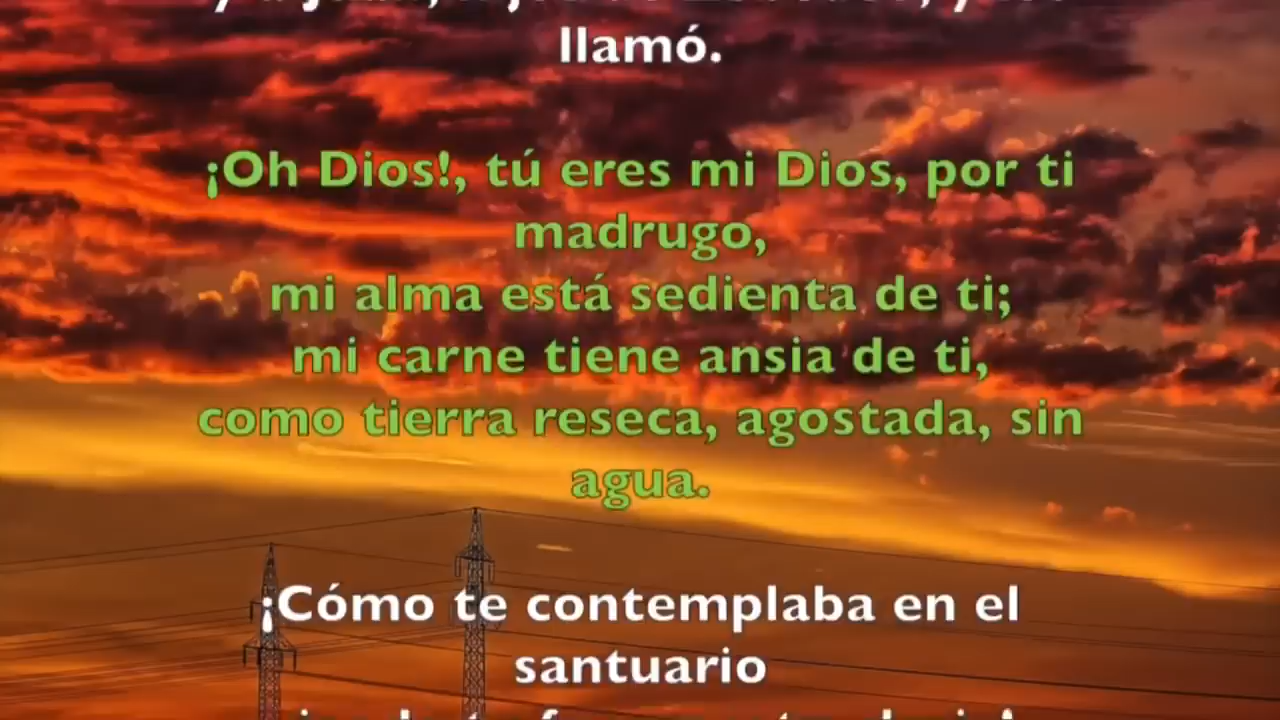 llamó.
¡Oh Dios!, tú eres mi Dios, por ti
madrugo,
mi alma está sedienta de ti;
mi carne tiene ansia de ti,
como tierra reseca, agostada, sin
agua.
¡Cómo te contemplaba en el
santuario